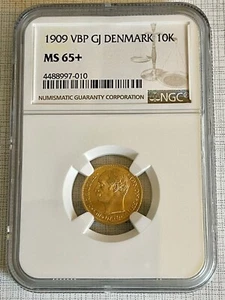 1909 VBP GJ DENMARK 10K
MS 65+
4488997-010
NUMISMATIC GUARANTY CORPORATION
NGC